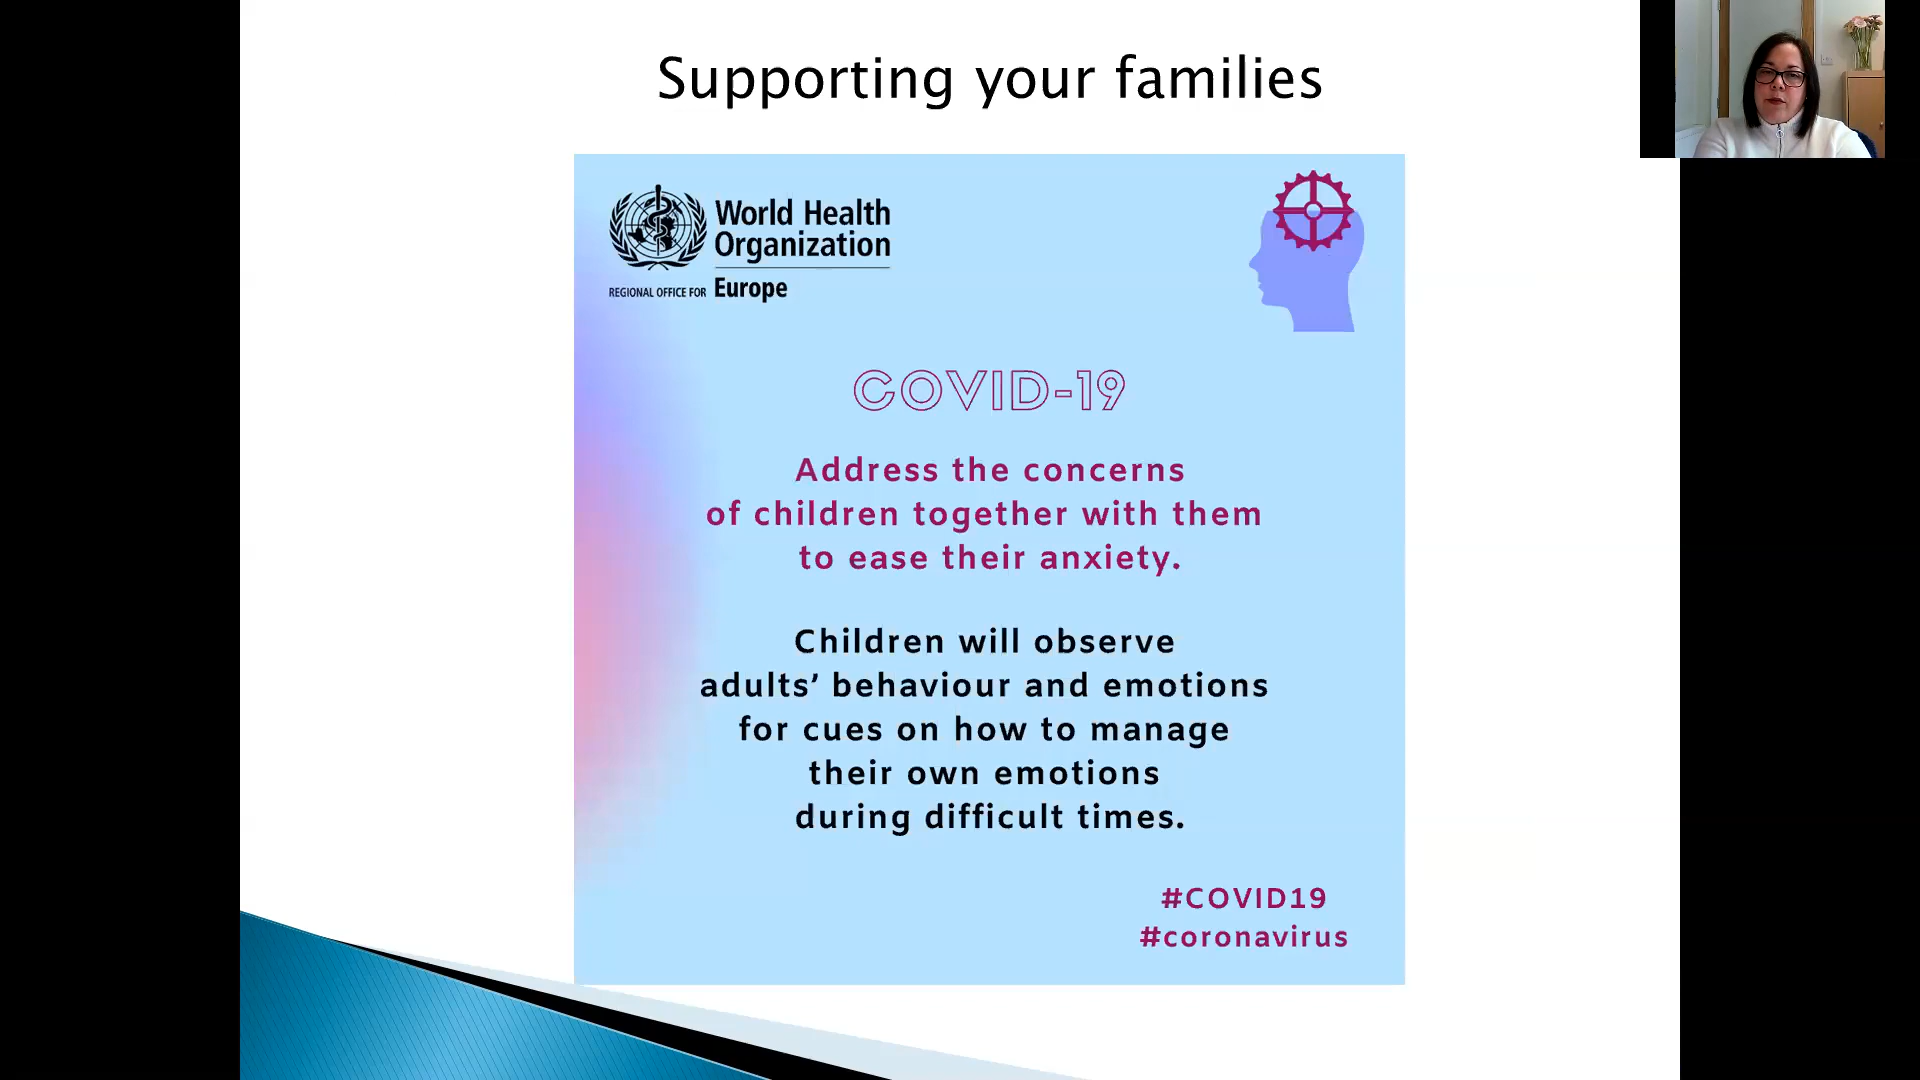 Supporting your families
World Health
Organization
REGIONAL OFFICE FOR Europe
COVID-19
Address the concerns
of children together with them
to ease their anxiety.
Children will observe
adults’ behaviour and emotions
for cues on how to manage
their own emotions
during difficult times.
#COVID19
#coronavirus